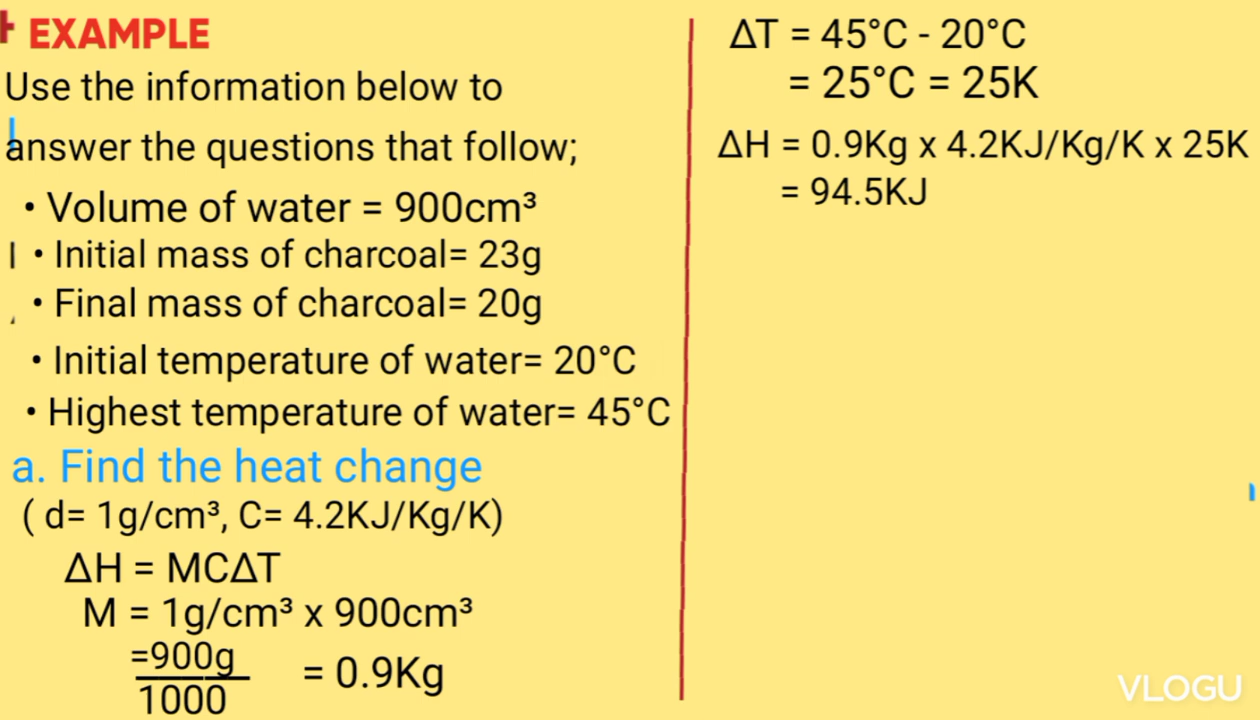 EXAMPLE
Use the information below to
answer the questions that follow;
• Volume of water = 900cm³
• Initial mass of charcoal= 23g
• Final mass of charcoal= 20g
• Initial temperature of water= 20°C
• Highest temperature of water= 45°C
a. Find the heat change
( d= 1g/cm³, C= 4.2KJ/Kg/K)
ΔH = MCΔT
M = 1g/cm³ x 900cm³
=900g = 0.9Kg
1000
ΔT = 45°C - 20°C
= 25°C = 25K
ΔH = 0.9Kg x 4.2KJ/Kg/K x 25K
= 94.5KJ
VLOGU